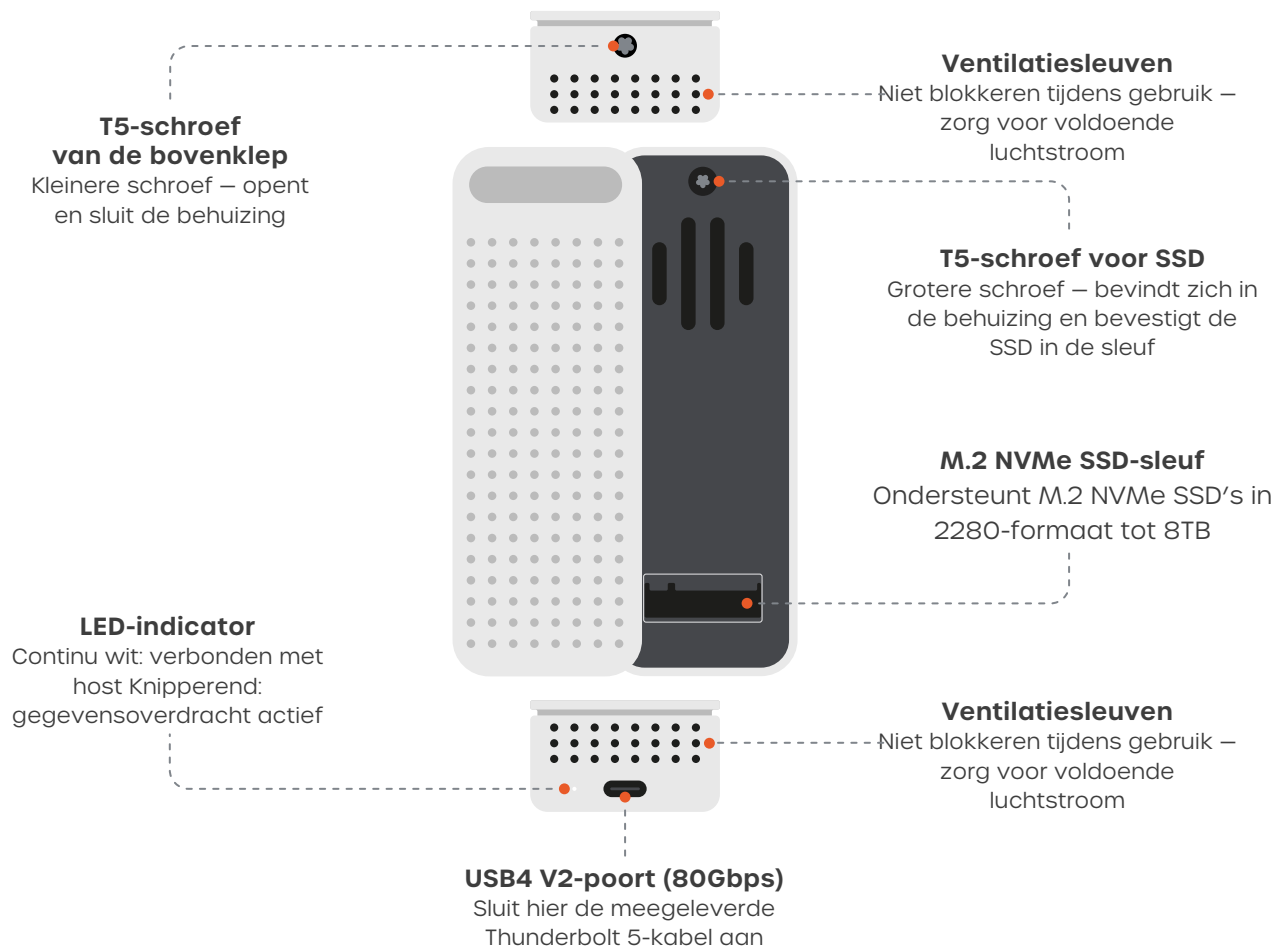 T5-schroef
van de bovenklep
Kleinere schroef – opent
en sluit de behuizing
Ventilatiesleuven
Niet blokkeren tijdens gebruik –
zorg voor voldoende
luchtstroom
T5-schroef voor SSD
Grotere schroef – bevindt zich in
de behuizing en bevestigt de
SSD in de sleuf
M.2 NVMe SSD-sleuf
Ondersteunt M.2 NVMe SSD's in
2280-formaat tot 8TB
LED-indicator
Continu wit: verbonden met
host Knipperend:
gegevensoverdracht actief
Ventilatiesleuven
Niet blokkeren tijdens gebruik –
zorg voor voldoende
luchtstroom
USB4 V2-poort (80Gbps)
Sluit hier de meegeleverde
Thunderbolt 5-kabel aan